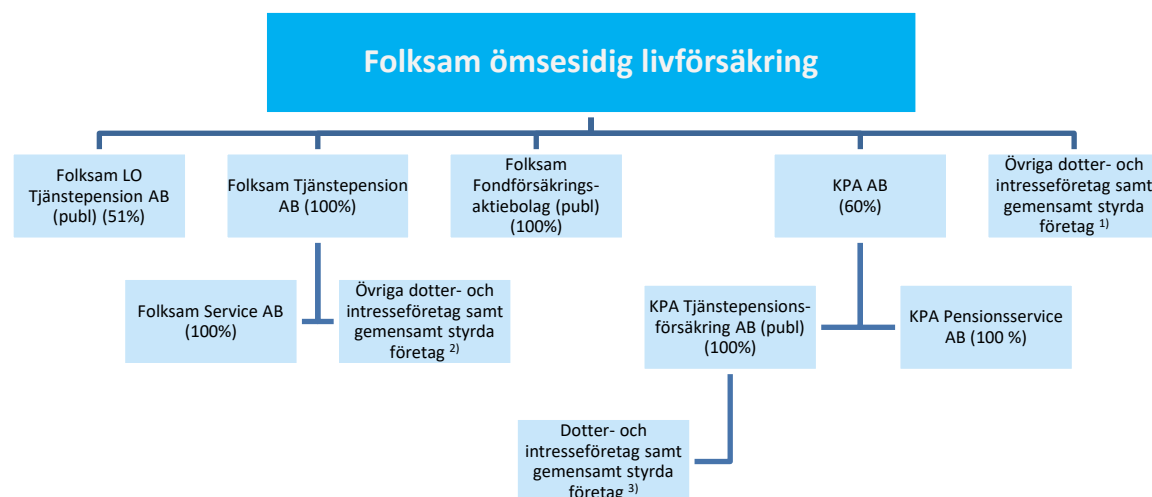 Folksam ömsesidig livförsäkring
Folksam LO
Tjänstepension AB
(publ) (51%)
Folksam Tjänstepension
AB (100%)
Folksam
Fondförsäkrings-
aktiebolag (publ)
(100%)
KPA AB
(60%)
Övriga dotter- och
intresseföretag samt
gemensamt styrda
företag 1)
Folksam Service AB
(100%)
Övriga dotter- och
intresseföretag samt
gemensamt styrda
företag 2)
KPA Tjänstepensions-
försäkring AB (publ)
(100%)
KPA Pensionsservice
AB (100 %)
Dotter- och
intresseföretag samt
gemensamt styrda
företag 3)